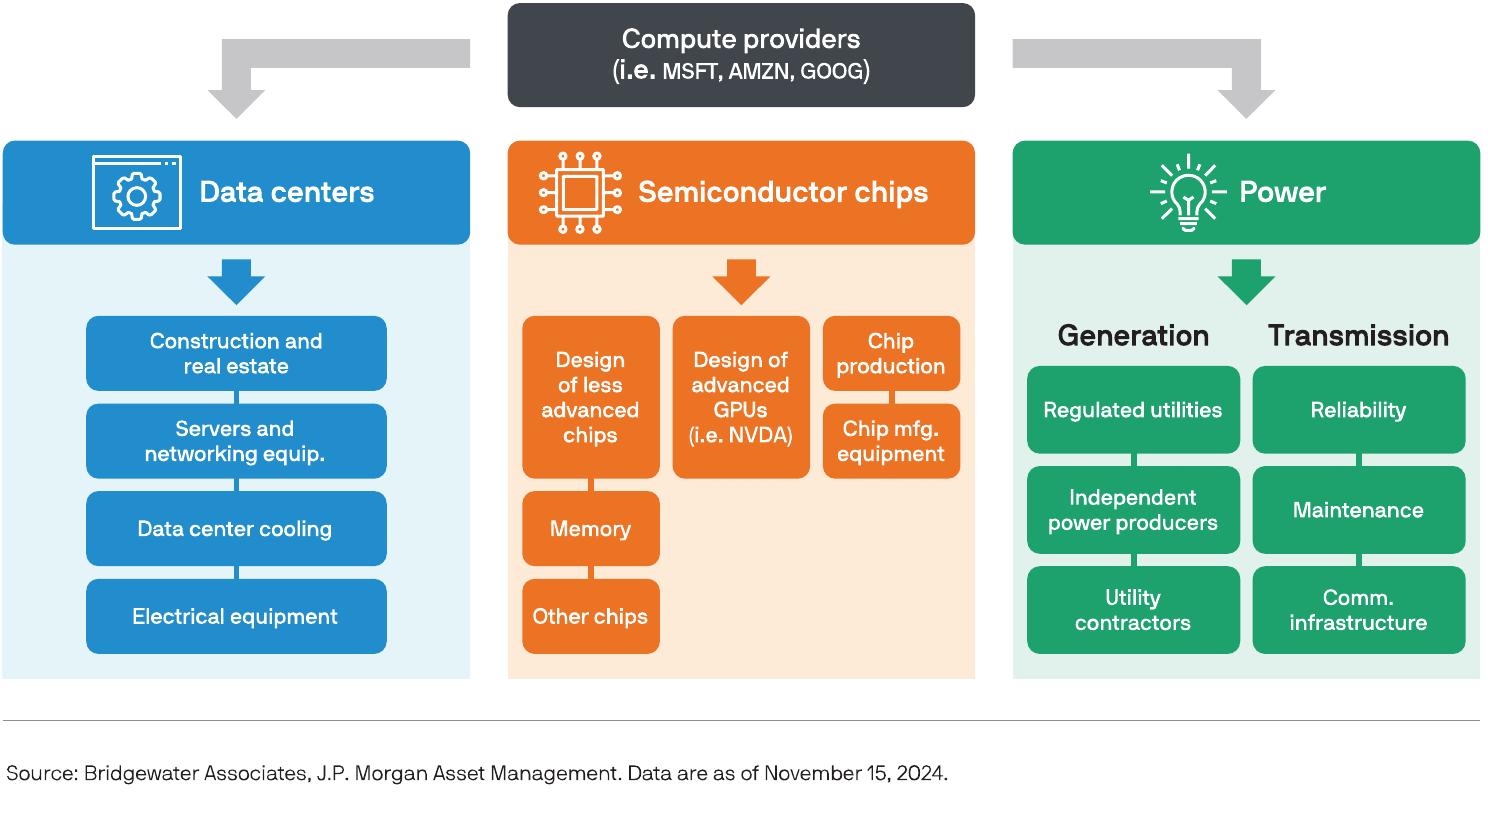 Compute providers
(i.e. MSFT, AMZN, GOOG)
Data centers
Construction and
real estate
Servers and
networking equip.
Data center cooling
Electrical equipment
Semiconductor chips
Design
of less
advanced
chips
Memory
Other chips
Design of
advanced
GPUs
(i.e. NVDA)
Chip
production
Chip mfg.
equipment
Power
Generation
Regulated utilities
Independent
power producers
Utility
contractors
Transmission
Reliability
Maintenance
Comm.
infrastructure
Source: Bridgewater Associates, J.P. Morgan Asset Management. Data are as of November 15, 2024.